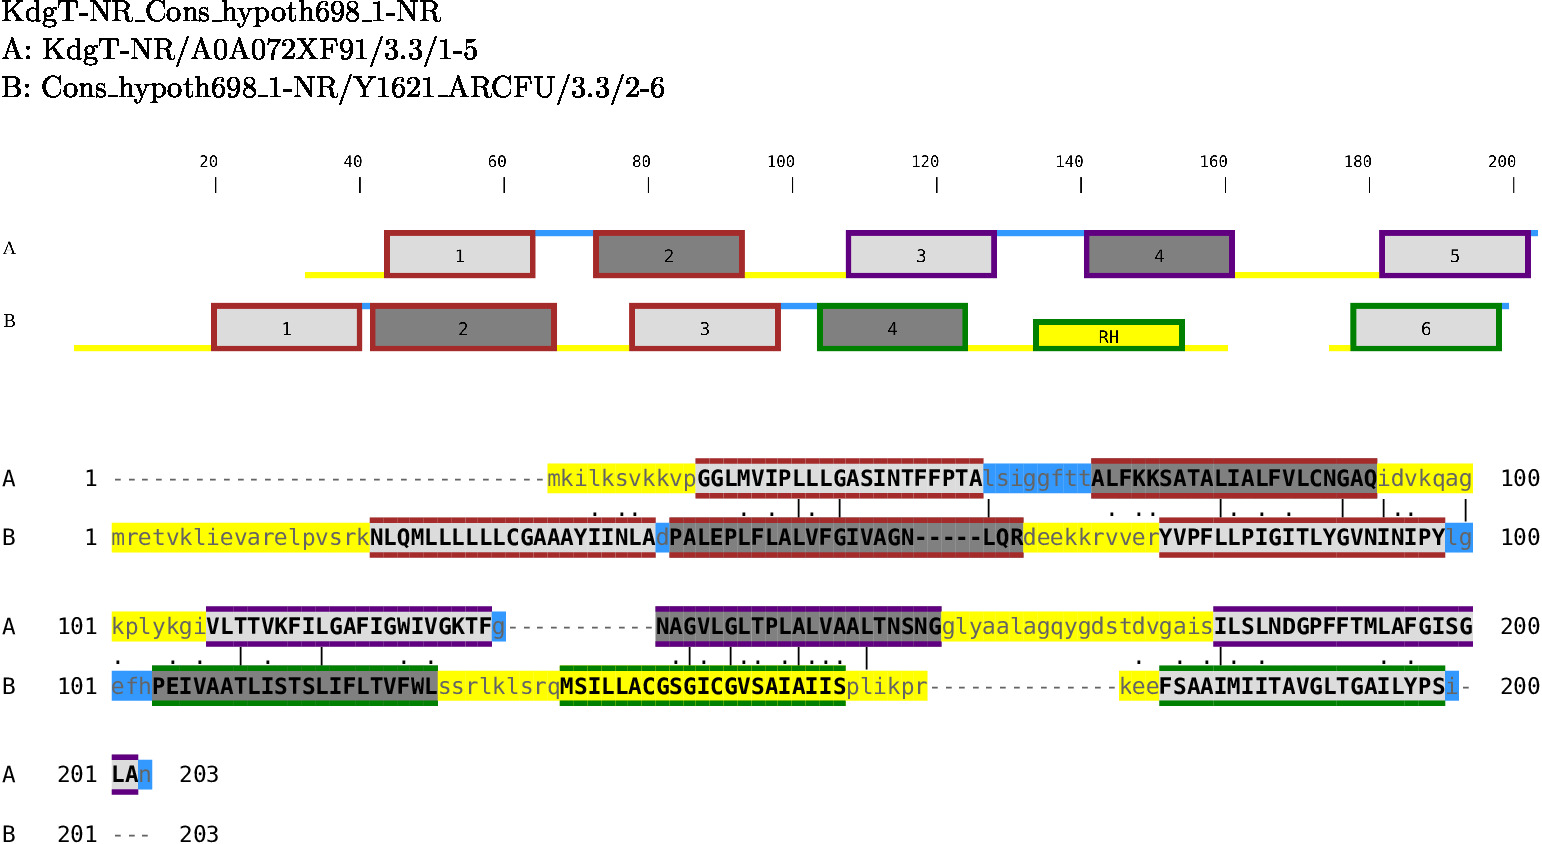 KdgT-NR_Cons_hypoth698_1-NR
A: KdgT-NR/A0A072XF91/3.3/1-5
B: Cons_hypoth698_1-NR/Y1621_ARCFU/3.3/2-6
20 40 60 80 100 120 140 160 180 200
A 1 2 3 4 5
B 1 2 3 4 RH 6
A 1 --------------------------------mkilksvkkvpGGLMVIPLLLGASINTFFPTAlsiggfttALFKKSATALIALFVLCNGAQidvkqag 100
B 1 mretvklievarelpvsrkNLQMLLLLLLCGAAAYIINLAdPALEPLFLALVFGIVAGN-----LQRdeekkrvverYVPFLLPIGITLYGVNINIPYlg 100
A 101 kplykgiVLTTVKFILGAFIGWIVGKTFg-----------NAGVLGLTPLALVAALTNSNGglyaalagqygdstdvgaisILSLNDGPFFTMLAFGISG 200
B 101 efhPEIVAATLISTSLIFLTVFWLssrlklsrqMSILLACGSGICGVSAIAIISplikpr--------------keeFSAAIMIITAVGLTGAILYPSi- 200
A 201 LAn 203
B 201 --- 203